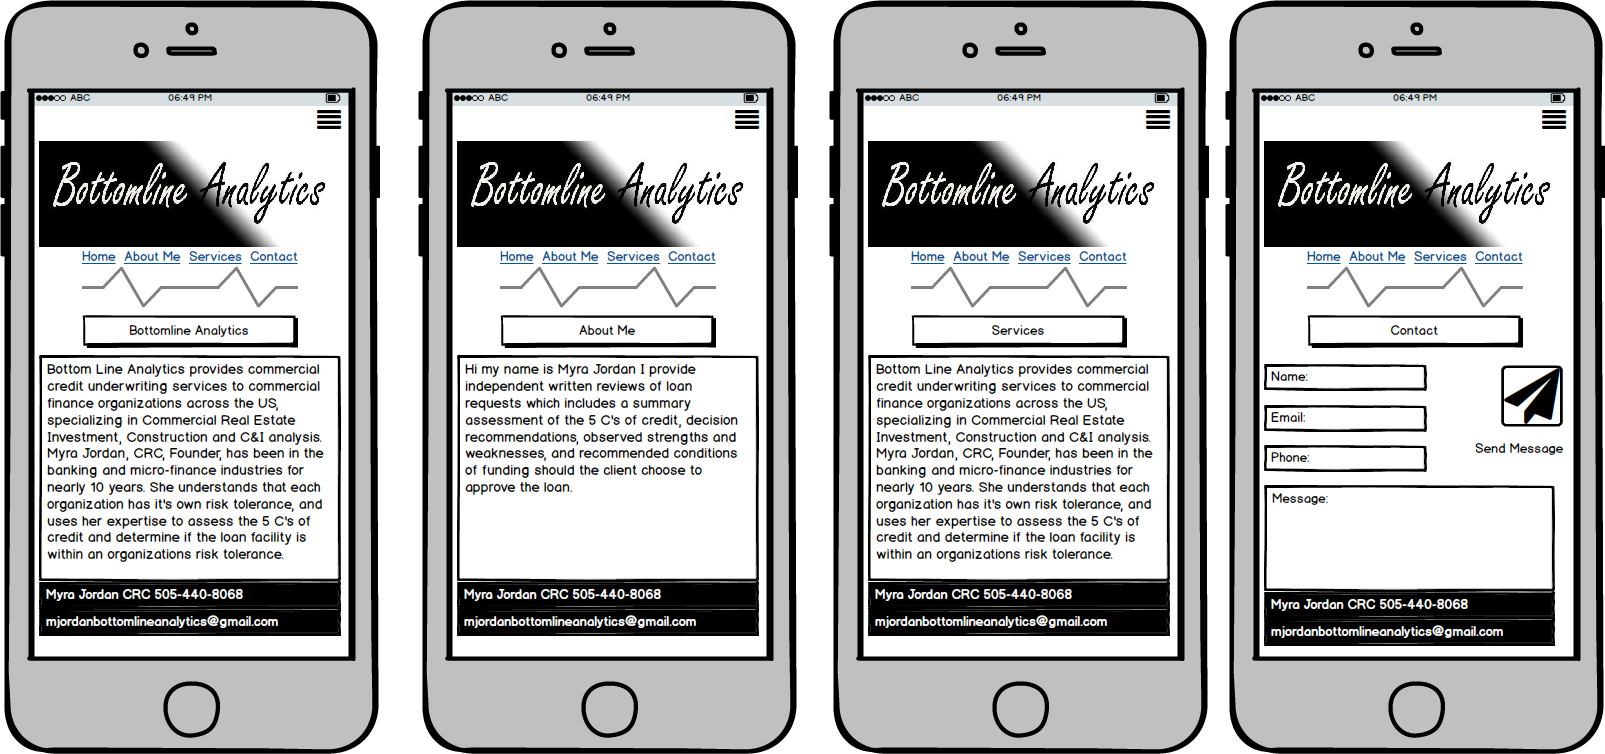 ABC 06:49 PM
Bottomline Analytics
Home About Me Services Contact
Bottomline Analytics
Bottom Line Analytics provides commercial
credit underwriting services to commercial
finance organizations across the US,
specializing in Commercial Real Estate
Investment, Construction and C&I analysis.
Myra Jordan, CRC, Founder, has been in the
banking and micro-finance industries for
nearly 10 years. She understands that each
organization has it's own risk tolerance, and
uses her expertise to assess the 5 C's of
credit and determine if the loan facility is
within an organizations risk tolerance.
Myra Jordan CRC 505-440-8068
mjordanbottomlineanalytics@gmail.com
ABC 06:49 PM
Bottomline Analytics
Home About Me Services Contact
About Me
Hi my name is Myra Jordan I provide
independent written reviews of loan
requests which includes a summary
assessment of the 5 C's of credit, decision
recommendations, observed strengths and
weaknesses, and recommended conditions
of funding should the client choose to
approve the loan.
Myra Jordan CRC 505-440-8068
mjordanbottomlineanalytics@gmail.com
ABC 06:49 PM
Bottomline Analytics
Home About Me Services Contact
Services
Bottom Line Analytics provides commercial
credit underwriting services to commercial
finance organizations across the US,
specializing in Commercial Real Estate
Investment, Construction and C&I analysis.
Myra Jordan, CRC, Founder, has been in the
banking and micro-finance industries for
nearly 10 years. She understands that each
organization has it's own risk tolerance, and
uses her expertise to assess the 5 C's of
credit and determine if the loan facility is
within an organizations risk tolerance.
Myra Jordan CRC 505-440-8068
mjordanbottomlineanalytics@gmail.com
ABC 06:49 PM
Bottomline Analytics
Home About Me Services Contact
Contact
Name:
Email:
Phone:
Send Message
Message:
Myra Jordan CRC 505-440-8068
mjordanbottomlineanalytics@gmail.com